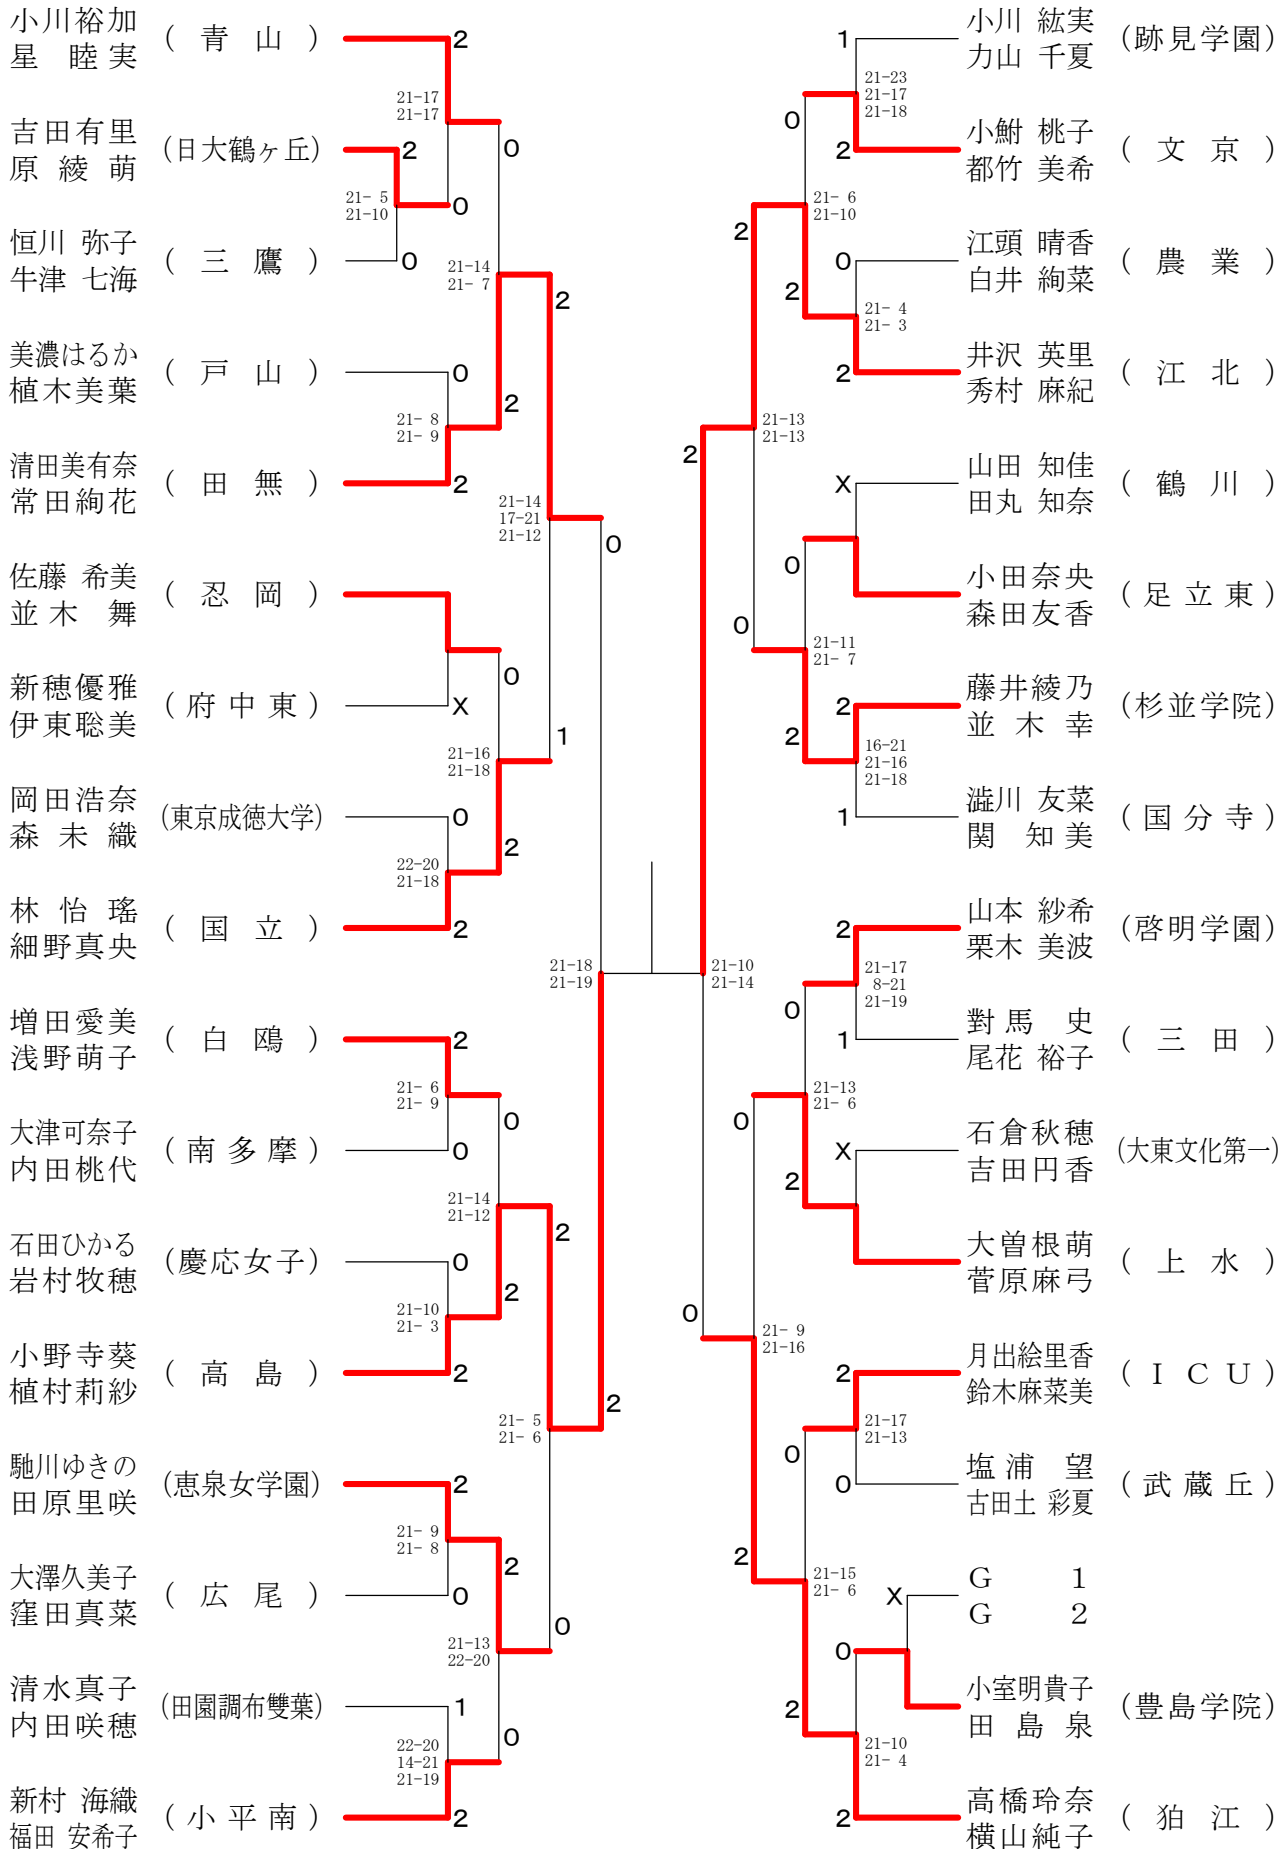 小川裕加
星 睦実
( 青山 )
2
21-17
21-17
0
吉田有里
原綾萌
(日大鶴ヶ丘)
2
21- 5
21-10
0
恒川 弥子
牛津 七海
( 三鷹 )
0
21-14
21- 7
2
美濃はるか
植木美葉
( 戸山 )
0
21- 8
21- 9
2
清田美有奈
常田絢花
( 田無 )
2
21-14
17-21
21-12
0
佐藤 希美
並木 舞
( 忍岡 )
0
新穂優雅
伊東聡美
( 府中東 )
X
21-16
21-18
1
岡田浩奈
森未織
(東京成徳大学)
0
22-20
21-18
2
林怡瑤
細野真央
( 国立 )
2
21-18
21-19
増田愛美
浅野萌子
( 白鴎 )
2
21- 6
21- 9
0
大津可奈子
内田桃代
( 南多摩 )
0
21-14
21-12
2
石田ひかる
岩村牧穂
(慶応女子)
0
21-10
21- 3
2
小野寺葵
植村莉紗
( 高島 )
2
21- 5
21- 6
2
馳川ゆきの
田原里咲
(恵泉女学園)
2
21- 9
21- 8
2
大澤久美子
窪田真菜
( 広尾 )
0
21-13
22-20
0
清水真子
内田咲穂
(田園調布雙葉)
1
22-20
14-21
21-19
0
新村 海織
福田 安希子
( 小平南 )
2
1
小川 紘実
力山 千夏
(跡見学園)
21-23
21-17
21-18
0
2
小鮒 桃子
都竹 美希
( 文京 )
21- 6
21-10
2
0
江頭 晴香
白井 絢菜
( 農業 )
2
21- 4
21- 3
2
井沢 英里
秀村 麻紀
( 江北 )
21-13
21-13
2
X
山田 知佳
田丸 知奈
( 鶴川 )
0
小田奈央
森田友香
( 足立東 )
0
21-11
21- 7
2
藤井綾乃
並木幸
(杉並学院)
2
16-21
21-16
21-18
1
澁川 友菜
関 知美
( 国分寺 )
2
山本 紗希
栗木 美波
(啓明学園)
21-10
21-14
21-17
8-21
21-19
0
1
對馬 史
尾花 裕子
( 三田 )
21-13
21- 6
0
X
石倉秋穂
吉田円香
(大東文化第一)
2
大曽根萌
菅原麻弓
( 上水 )
0
21- 9
21-16
2
月出絵里香
鈴木麻菜美
( ICU )
21-17
21-13
0
0
塩浦 望
古田土 彩夏
( 武蔵丘 )
2
21-15
21- 6
X
G 1
G 2
0
小室明貴子
田島泉
(豊島学院)
2
21-10
21- 4
2
高橋玲奈
横山純子
( 狛江 )